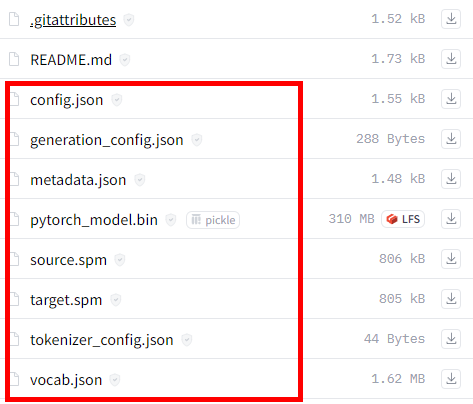 .gitattributes 1.52 kB
README.md 1.73 kB
config.json 1.55 kB
generation_config.json 288 Bytes
metadata.json 1.48 kB
pytorch_model.bin pickle 310 MB LFS
source.spm 806 kB
target.spm 805 kB
tokenizer_config.json 44 Bytes
vocab.json 1.62 MB